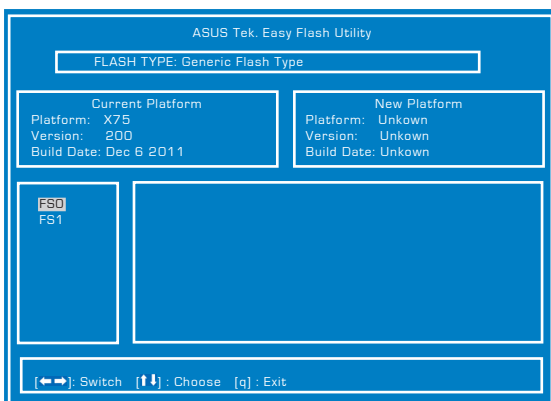 ASUS Tek. Easy Flash Utility
FLASH TYPE: Generic Flash Type
Current Platform
Platform: X75
Version: 200
Build Date: Dec 6 2011
New Platform
Platform: Unkown
Version: Unkown
Build Date: Unkown
FS0
FS1
[⬅➡]: Switch [⬆⬇] : Choose [q] : Exit